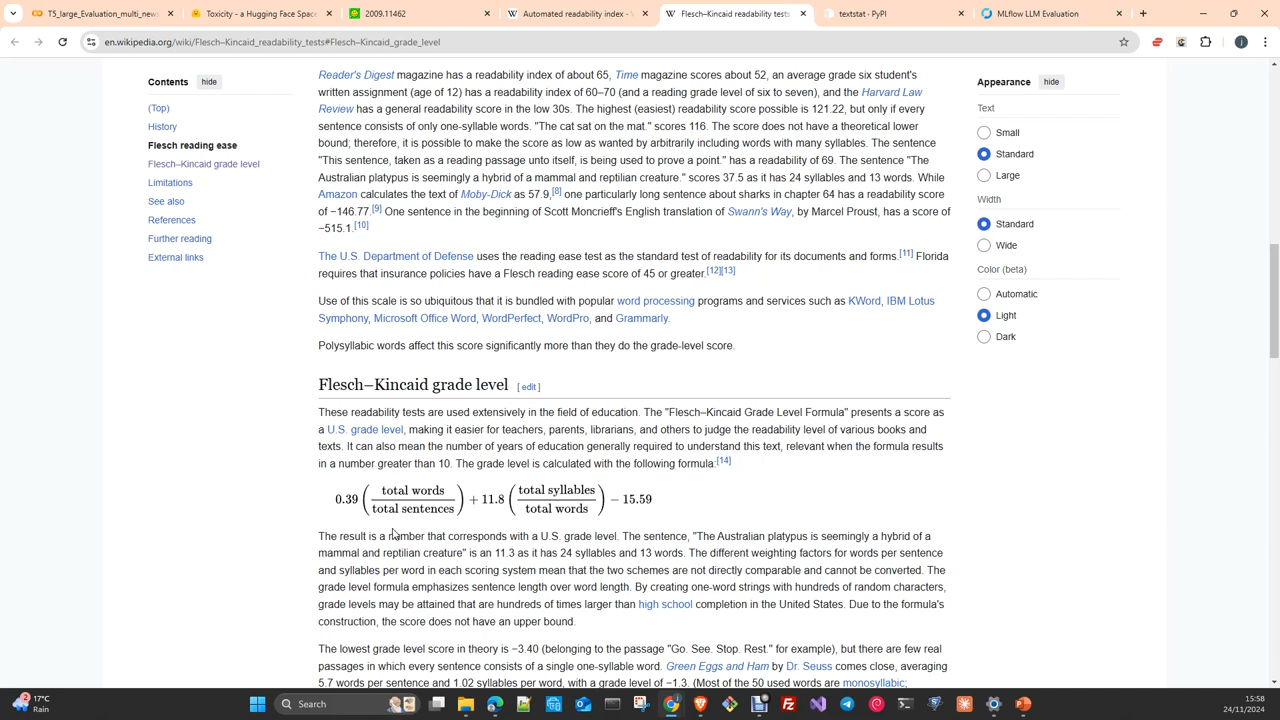 T5_large_Evaluation_multi_new
Toxicity - a Hugging Face Space
2009.11462
Automated readability index -
Flesch–Kincaid readability tests
textstat · PyPI
MLflow LLM Evaluation
en.wikipedia.org/wiki/Flesch–Kincaid_readability_tests#Flesch–Kincaid_grade_level
Contents hide
(Top)
History
Flesch reading ease
Flesch–Kincaid grade level
Limitations
See also
References
Further reading
External links
Reader's Digest magazine has a readability index of about 65, Time magazine scores about 52, an average grade six student's
written assignment (age of 12) has a readability index of 60–70 (and a reading grade level of six to seven), and the Harvard Law
Review has a general readability score in the low 30s. The highest (easiest) readability score possible is 121.22, but only if every
sentence consists of only one-syllable words. "The cat sat on the mat." scores 116. The score does not have a theoretical lower
bound; therefore, it is possible to make the score as low as wanted by arbitrarily including words with many syllables. The sentence
"This sentence, taken as a reading passage unto itself, is being used to prove a point." has a readability of 69. The sentence "The
Australian platypus is seemingly a hybrid of a mammal and reptilian creature." scores 37.5 as it has 24 syllables and 13 words. While
Amazon calculates the text of Moby-Dick as 57.9,[8] one particularly long sentence about sharks in chapter 64 has a readability score
of −146.77.[9] One sentence in the beginning of Scott Moncrieff's English translation of Swann's Way, by Marcel Proust, has a score of
−515.1.[10]
The U.S. Department of Defense uses the reading ease test as the standard test of readability for its documents and forms.[11] Florida
requires that insurance policies have a Flesch reading ease score of 45 or greater.[12][13]
Use of this scale is so ubiquitous that it is bundled with popular word processing programs and services such as KWord, IBM Lotus
Symphony, Microsoft Office Word, WordPerfect, WordPro, and Grammarly.
Polysyllabic words affect this score significantly more than they do the grade-level score.
Flesch–Kincaid grade level [ edit ]
These readability tests are used extensively in the field of education. The "Flesch–Kincaid Grade Level Formula" presents a score as
a U.S. grade level, making it easier for teachers, parents, librarians, and others to judge the readability level of various books and
texts. It can also mean the number of years of education generally required to understand this text, relevant when the formula results
in a number greater than 10. The grade level is calculated with the following formula:[14]
0.39 (total words / total sentences) + 11.8 (total syllables / total words) − 15.59
The result is a number that corresponds with a U.S. grade level. The sentence, "The Australian platypus is seemingly a hybrid of a
mammal and reptilian creature" is an 11.3 as it has 24 syllables and 13 words. The different weighting factors for words per sentence
and syllables per word in each scoring system mean that the two schemes are not directly comparable and cannot be converted. The
grade level formula emphasizes sentence length over word length. By creating one-word strings with hundreds of random characters,
grade levels may be attained that are hundreds of times larger than high school completion in the United States. Due to the formula's
construction, the score does not have an upper bound.
The lowest grade level score in theory is −3.40 (belonging to the passage "Go. See. Stop. Rest." for example), but there are few real
passages in which every sentence consists of a single one-syllable word. Green Eggs and Ham by Dr. Seuss comes close, averaging
5.7 words per sentence and 1.02 syllables per word, with a grade level of −1.3. (Most of the 50 used words are monosyllabic;
Appearance hide
Text
Small
Standard
Large
Width
Standard
Wide
Color (beta)
Automatic
Light
Dark
17°C
Rain
Search
15:58
24/11/2024